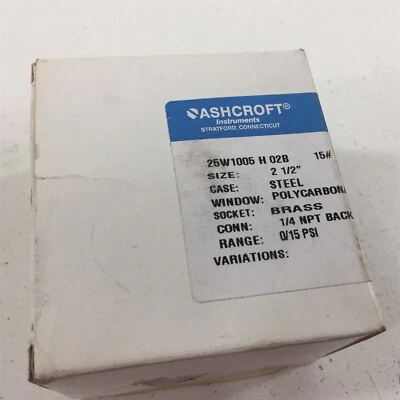 ASHCROFT®
Instruments
STRATFORD, CONNECTICUT
25W1005 H 02B 15#
SIZE: 2 1/2"
CASE: STEEL
WINDOW: POLYCARBONA
SOCKET: BRASS
CONN: 1/4 NPT BACK
RANGE: 0/15 PSI
VARIATIONS: